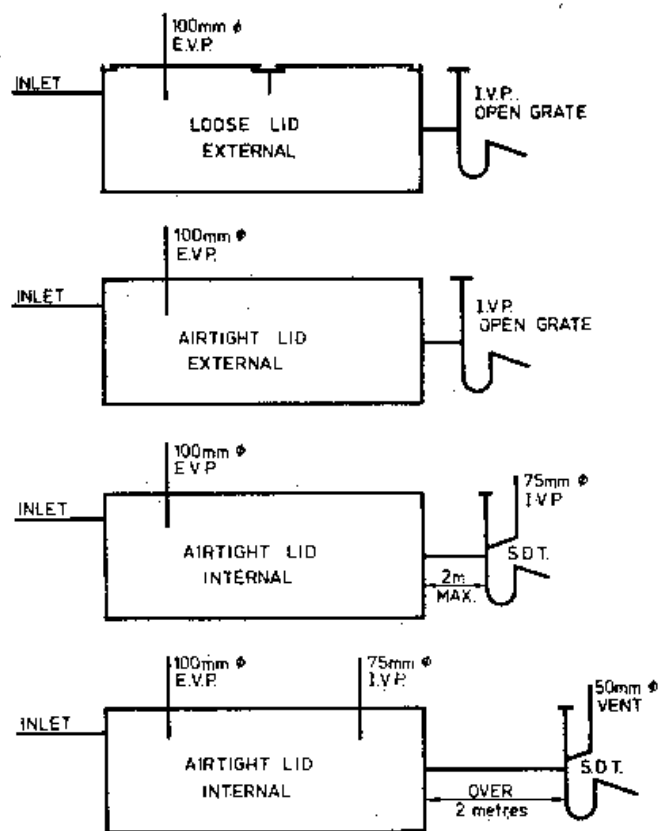 100mm φ
E.V.P.
INLET
LOOSE LID
EXTERNAL
I.V.P.
OPEN GRATE
100mm φ
E.V.P.
INLET
AIRTIGHT LID
EXTERNAL
I.V.P.
OPEN GRATE
100mm φ
E.V.P.
INLET
AIRTIGHT LID
INTERNAL
75mm φ
I.V.P.
S.D.T.
2m
MAX.
100mm φ
E.V.P.
75mm φ
I.V.P.
INLET
AIRTIGHT LID
INTERNAL
50mm φ
VENT
S.D.T.
OVER
2 metres